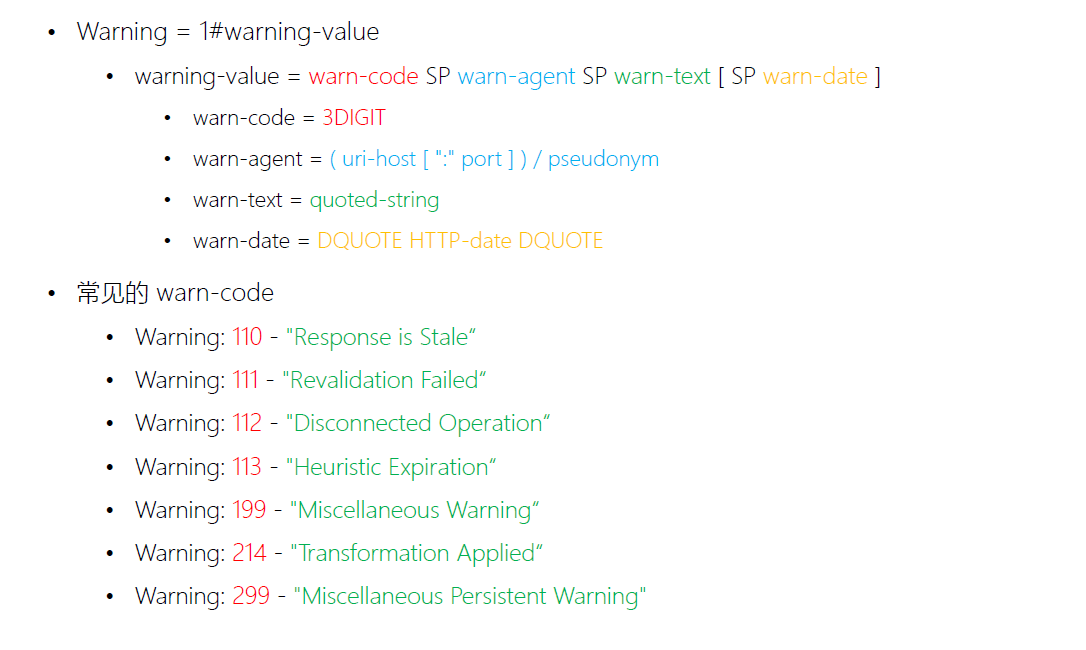 • Warning = 1#warning-value
• warning-value = warn-code SP warn-agent SP warn-text [ SP warn-date ]
• warn-code = 3DIGIT
• warn-agent = ( uri-host [ ":" port ] ) / pseudonym
• warn-text = quoted-string
• warn-date = DQUOTE HTTP-date DQUOTE
• 常见的 warn-code
• Warning: 110 - "Response is Stale“
• Warning: 111 - "Revalidation Failed“
• Warning: 112 - "Disconnected Operation“
• Warning: 113 - "Heuristic Expiration“
• Warning: 199 - "Miscellaneous Warning“
• Warning: 214 - "Transformation Applied“
• Warning: 299 - "Miscellaneous Persistent Warning"